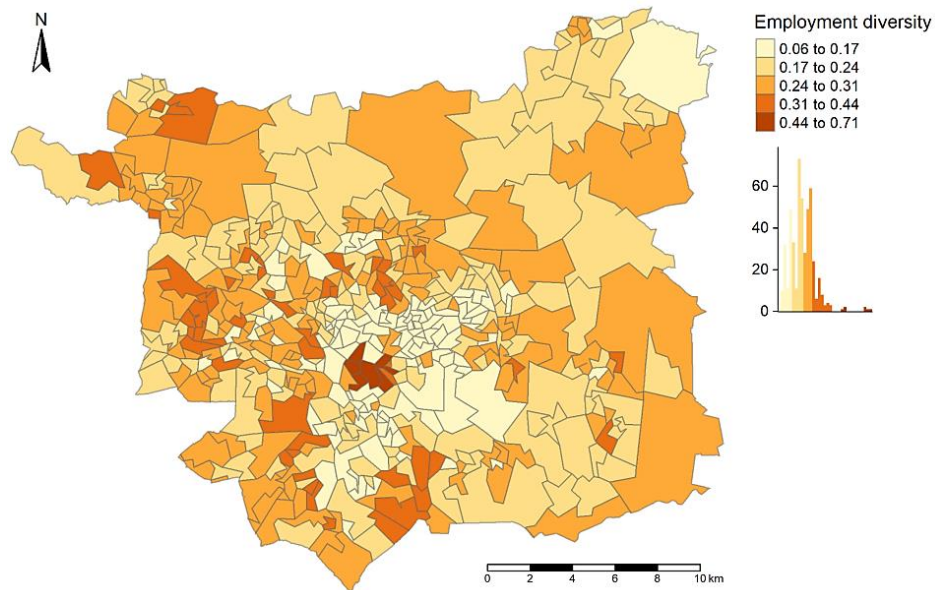 N
Employment diversity
0.06 to 0.17
0.17 to 0.24
0.24 to 0.31
0.31 to 0.44
0.44 to 0.71
60
40
20
0
0 2 4 6 8 10 km